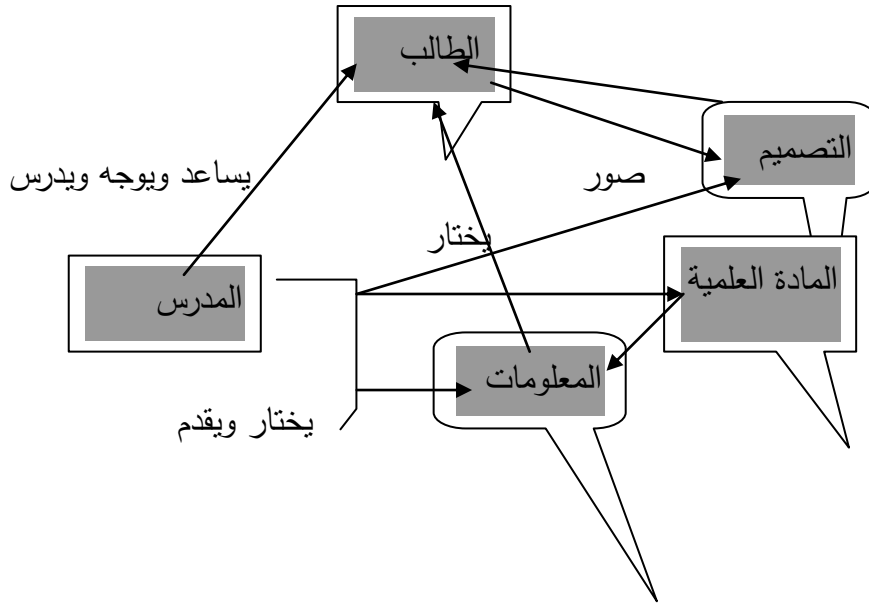 الطالب
التصميم
صور
يساعد ويوجه ويدرس
يختار
المادة العلمية
المدرس
المعلومات
يختار ويقدم